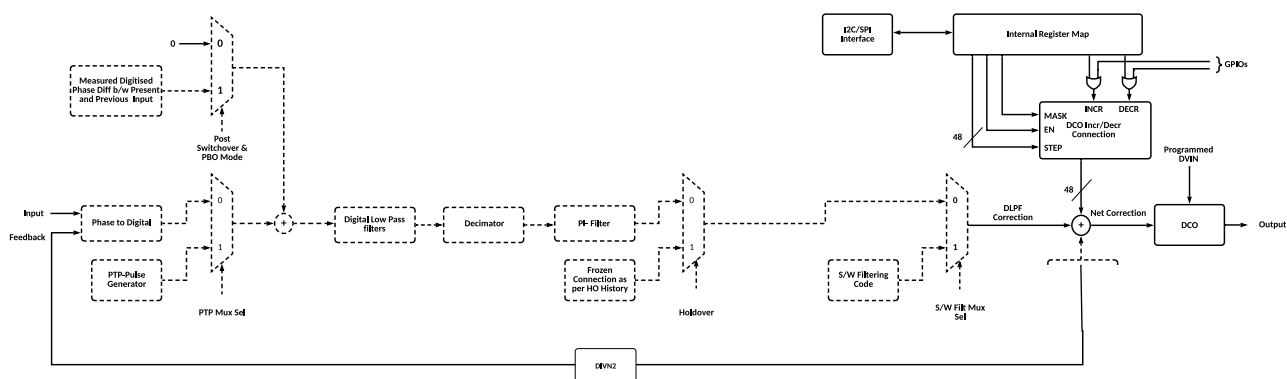 0
0
1
Measured Digitised
Phase Diff b/w Present
and Previous Input
Post
Switchover &
PBO Mode
I2C/SPI
Interface
Internal Register Map
GPIOs
INCR
DECR
MASK
EN
STEP
DCO Incr/Decr
Connection
48
48
Programmed
DVIN
Input
Feedback
Phase to Digital
0
1
PTP-Pulse
Generator
PTP Mux Sel
+
Digital Low Pass
filters
Decimator
PI- Filter
0
1
Frozen
Connection as
per HO History
Holdover
0
1
S/W Filtering
Code
S/W Filt Mux
Sel
DLPF
Correction
+
Net Correction
DCO
Output
DIVN2